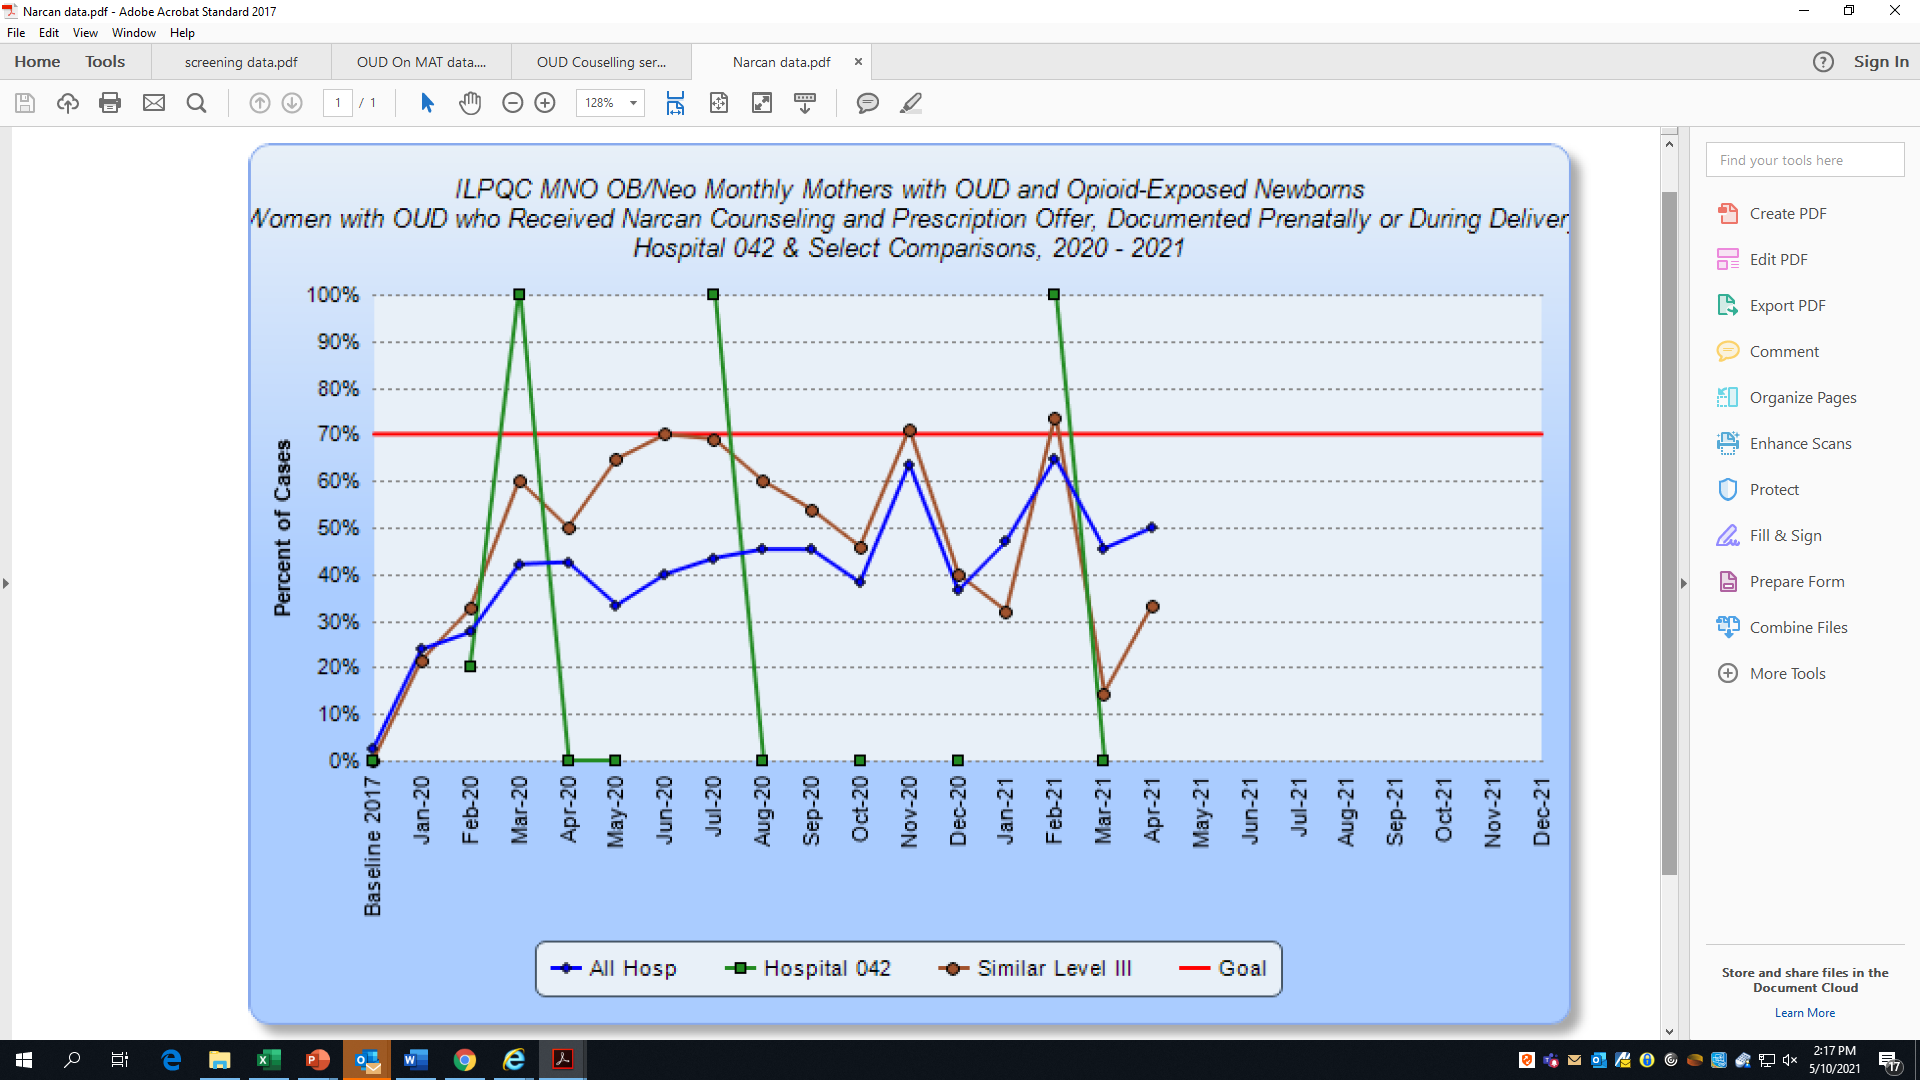 Narcan data.pdf - Adobe Acrobat Standard 2017
File Edit View Window Help
Home Tools screening data.pdf OUD On MAT data.... OUD Couselling ser... Narcan data.pdf × Sign In
1 / 1 128%
Find your tools here
Create PDF
Edit PDF
Export PDF
Comment
Organize Pages
Enhance Scans
Protect
Fill & Sign
Prepare Form
Combine Files
More Tools
Store and share files in the
Document Cloud
Learn More
ILPQC MNO OB/Neo Monthly Mothers with OUD and Opioid-Exposed Newborns
Women with OUD who Received Narcan Counseling and Prescription Offer, Documented Prenatally or During Deliver
Hospital 042 & Select Comparisons, 2020 - 2021
Percent of Cases
100%
90%
80%
70%
60%
50%
40%
30%
20%
10%
0%
Baseline 2017
Jan-20
Feb-20
Mar-20
Apr-20
May-20
Jun-20
Jul-20
Aug-20
Sep-20
Oct-20
Nov-20
Dec-20
Jan-21
Feb-21
Mar-21
Apr-21
May-21
Jun-21
Jul-21
Aug-21
Sep-21
Oct-21
Nov-21
Dec-21
All Hosp Hospital 042 Similar Level III Goal
2:17 PM
5/10/2021
17